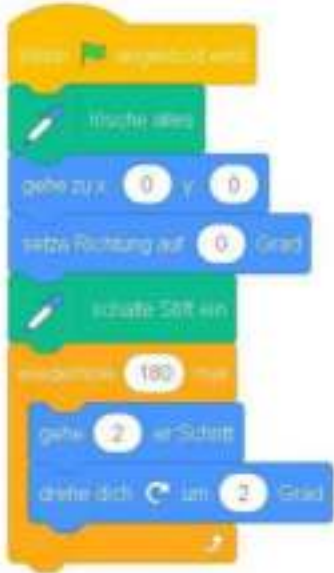 wenn angeklickt wird
lösche alles
gehe zu x 0 y 0
setze Richtung auf 0 Grad
schalte Stift ein
wiederhole 180 mal
gehe 2 er Schritt
drehe dich um 2 Grad